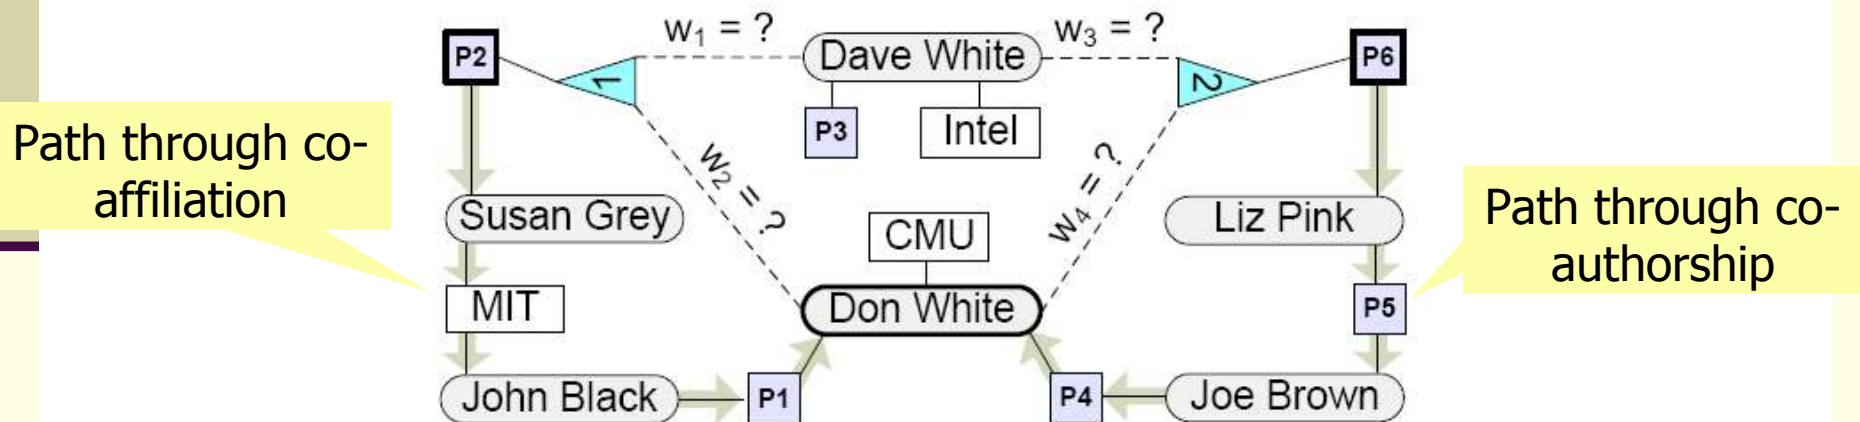 w₁ = ?
w₃ = ?
P2
1
Dave White
2
P6
Path through co-
affiliation
P3
Intel
w₂ = ?
w₄ = ?
Susan Grey
CMU
Liz Pink
Path through co-
authorship
MIT
Don White
P5
John Black
P1
P4
Joe Brown